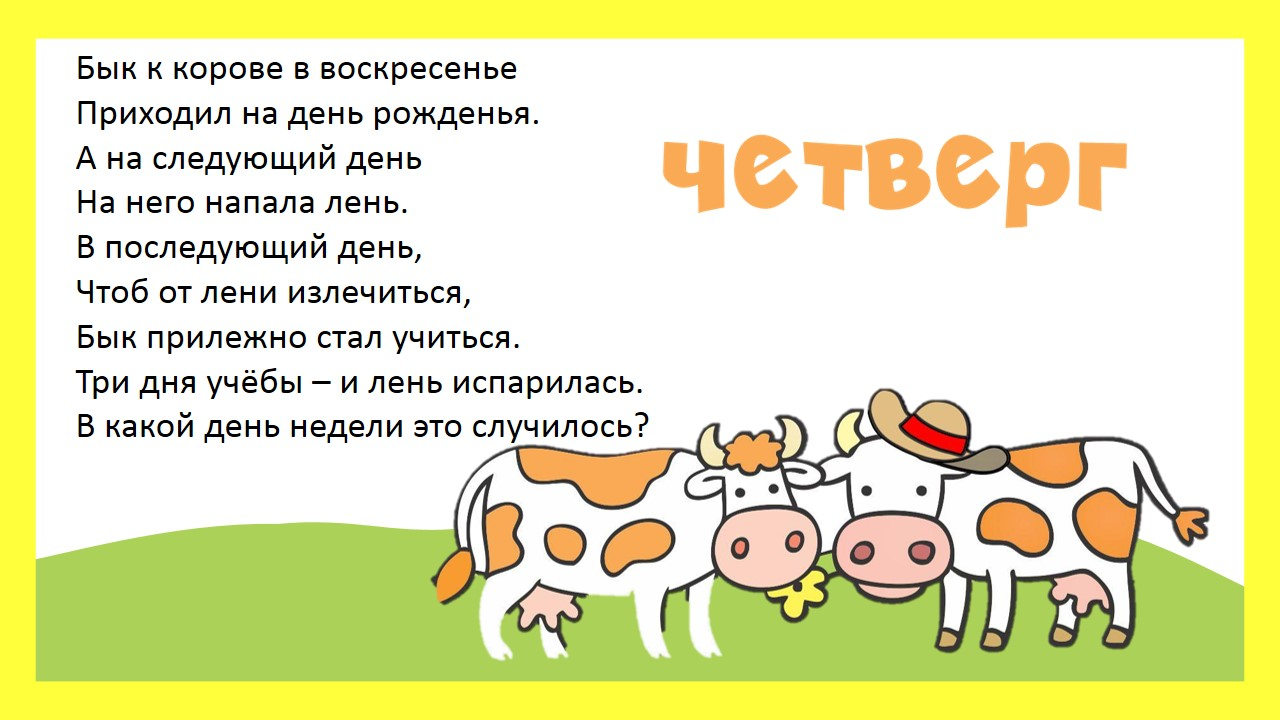 Бык к корове в воскресенье
Приходил на день рожденья.
А на следующий день
На него напала лень.
В последующий день,
Чтоб от лени излечиться,
Бык прилежно стал учиться.
Три дня учёбы – и лень испарилась.
В какой день недели это случилось?
четверг